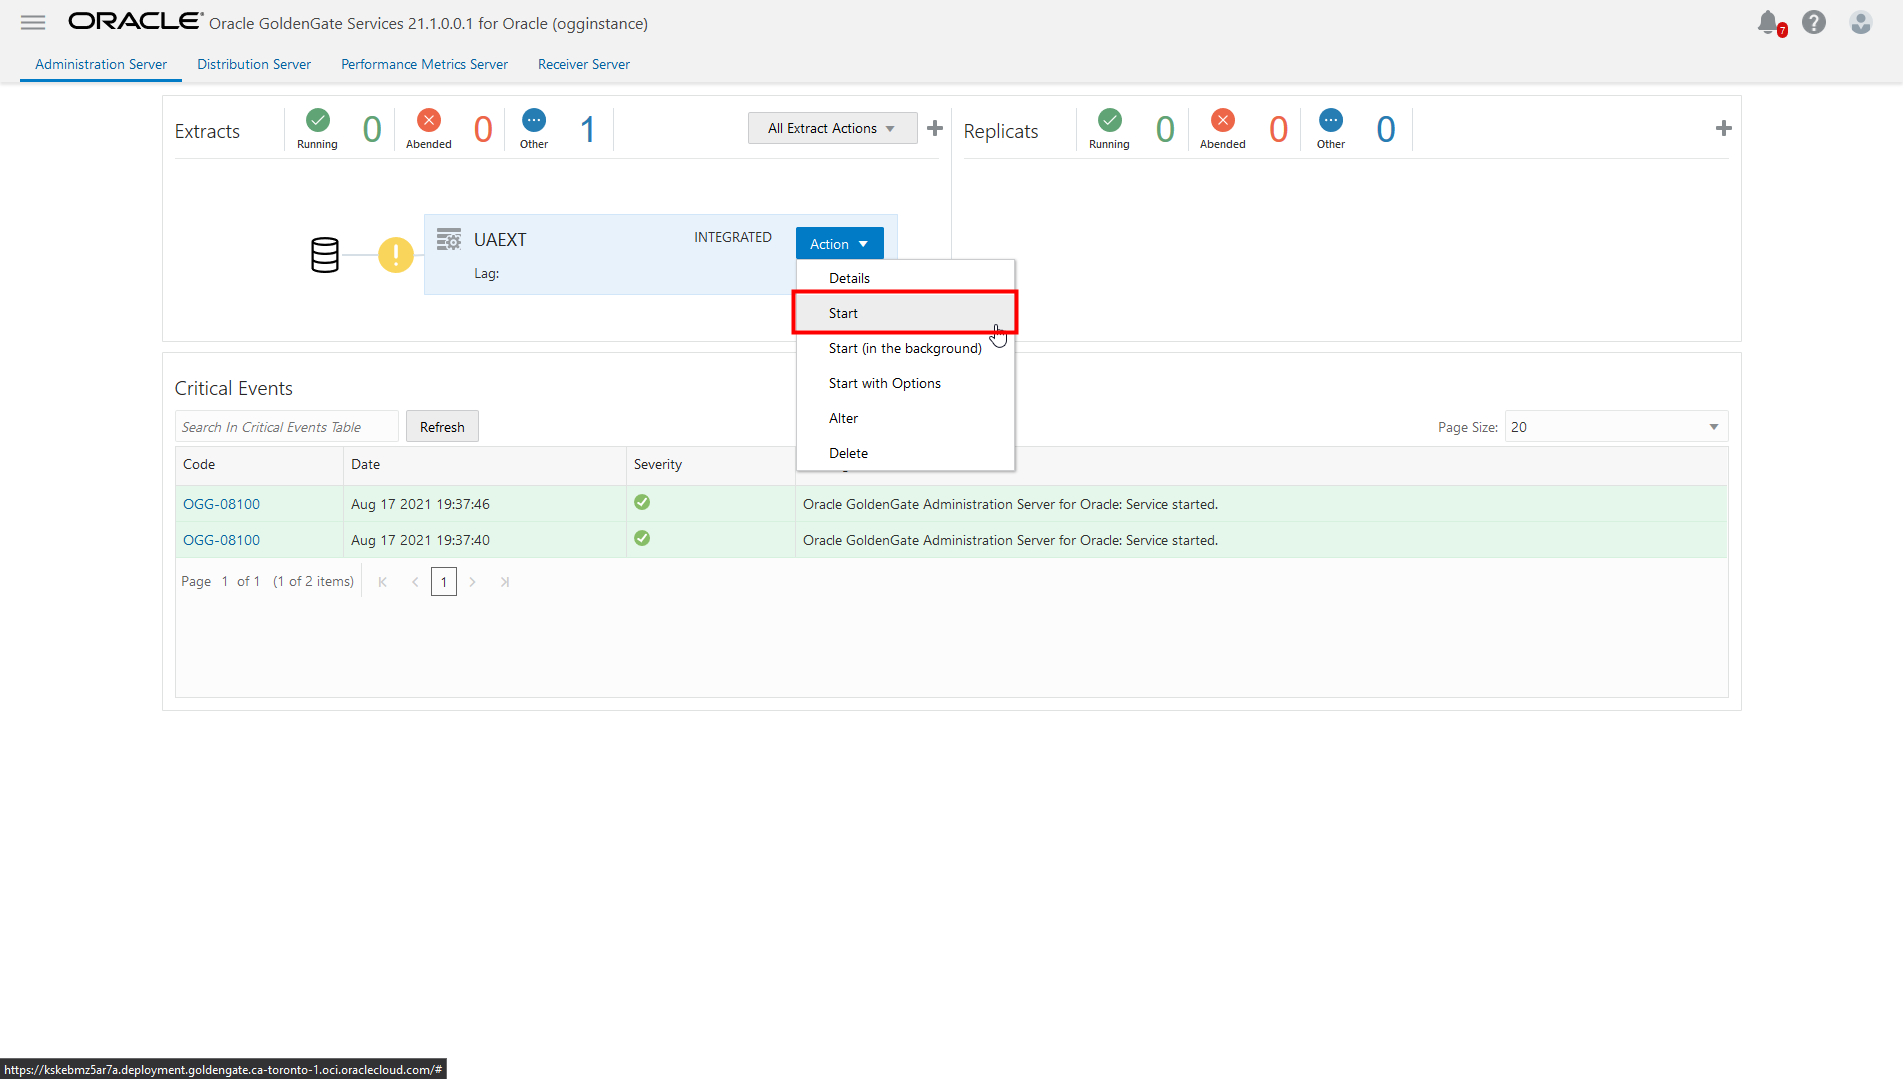 ORACLE® Oracle GoldenGate Services 21.1.0.0.1 for Oracle (ogginstance)
7
?
Administration Server
Distribution Server
Performance Metrics Server
Receiver Server
Extracts
Running
0
Abended
0
Other
1
All Extract Actions
Replicats
Running
0
Abended
0
Other
0
UAEXT
INTEGRATED
Action
Lag:
Details
Start
Start (in the background)
Start with Options
Alter
Delete
Critical Events
Search In Critical Events Table
Refresh
Page Size: 20
Code Date Severity
OGG-08100 Aug 17 2021 19:37:46 Oracle GoldenGate Administration Server for Oracle: Service started.
OGG-08100 Aug 17 2021 19:37:40 Oracle GoldenGate Administration Server for Oracle: Service started.
Page 1 of 1 (1 of 2 items) 1
https://kskebmz5ar7a.deployment.goldengate.ca-toronto-1.oci.oraclecloud.com/#